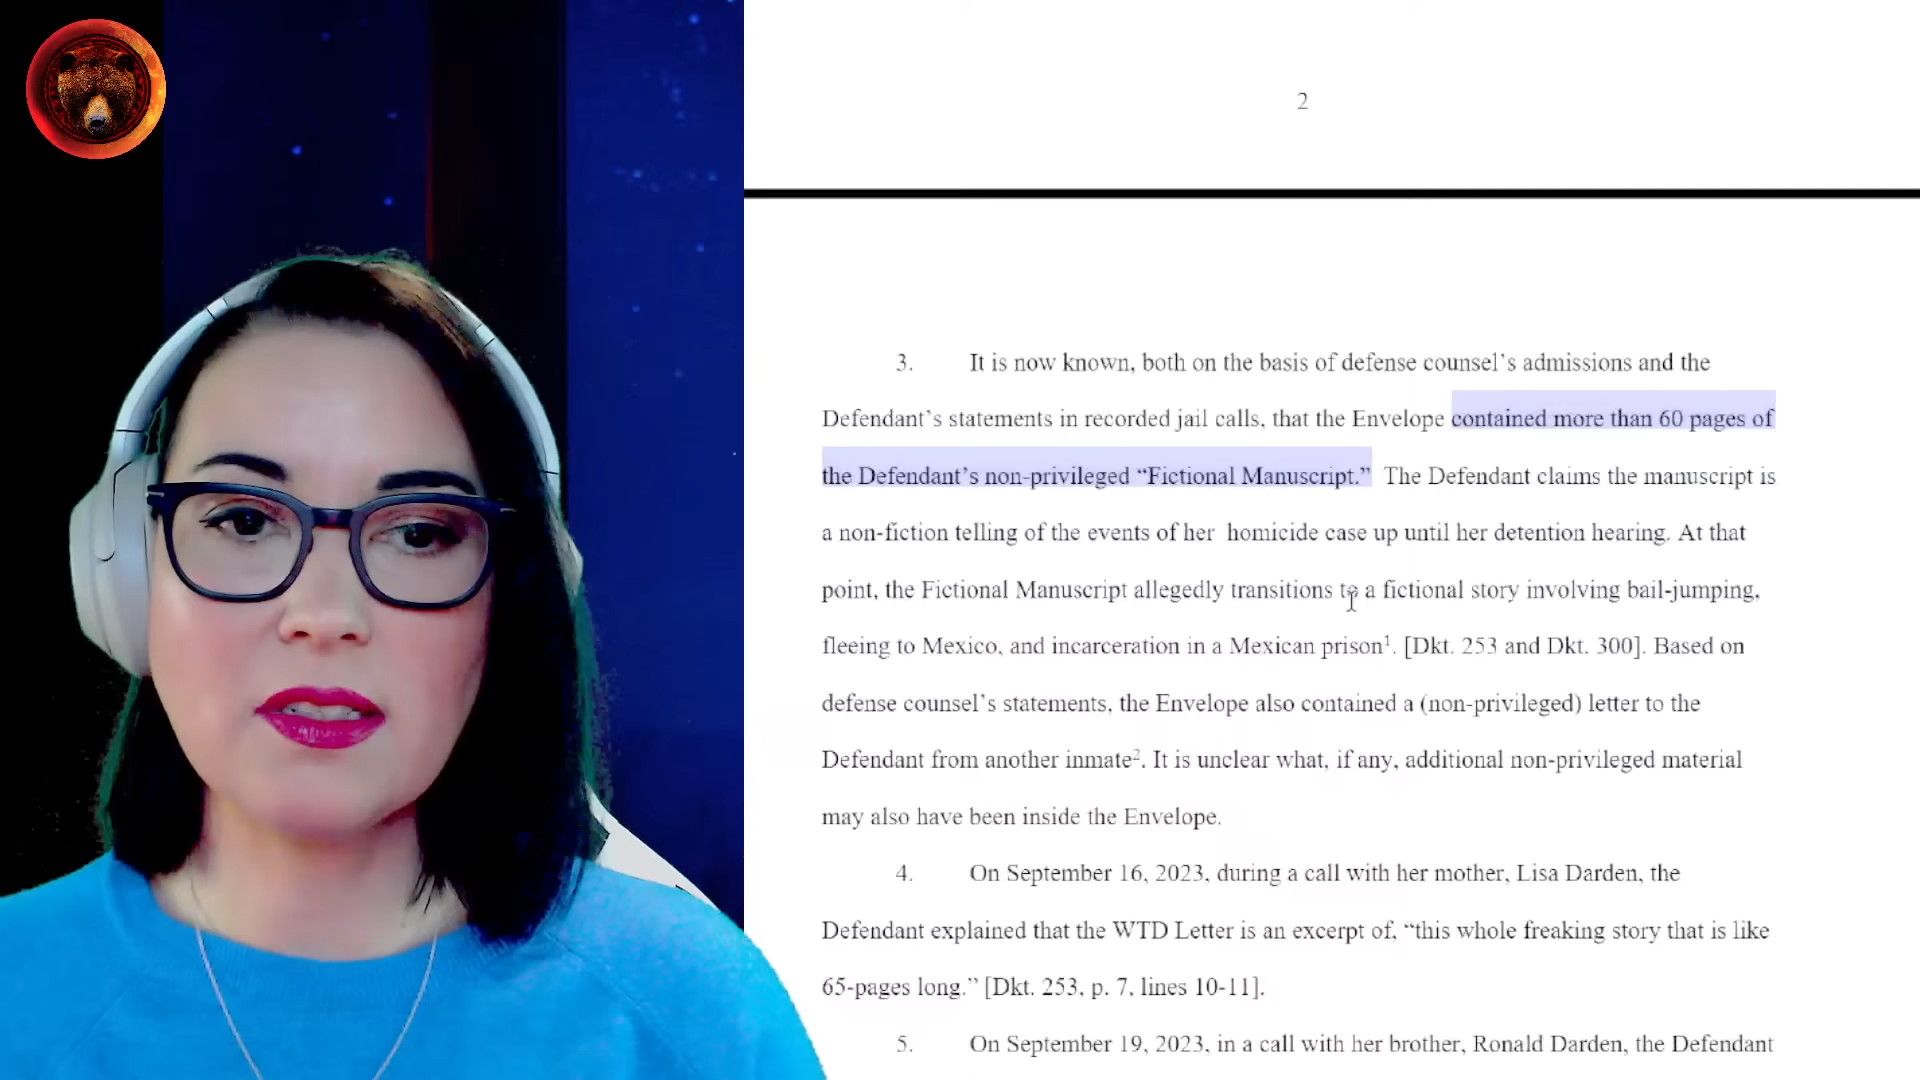 2
3. It is now known, both on the basis of defense counsel’s admissions and the
Defendant’s statements in recorded jail calls, that the Envelope contained more than 60 pages of
the Defendant’s non-privileged “Fictional Manuscript.” The Defendant claims the manuscript is
a non-fiction telling of the events of her homicide case up until her detention hearing. At that
point, the Fictional Manuscript allegedly transitions to a fictional story involving bail-jumping,
fleeing to Mexico, and incarceration in a Mexican prison¹. [Dkt. 253 and Dkt. 300]. Based on
defense counsel’s statements, the Envelope also contained a (non-privileged) letter to the
Defendant from another inmate². It is unclear what, if any, additional non-privileged material
may also have been inside the Envelope.
4. On September 16, 2023, during a call with her mother, Lisa Darden, the
Defendant explained that the WTD Letter is an excerpt of, “this whole freaking story that is like
65-pages long.” [Dkt. 253, p. 7, lines 10-11].
5. On September 19, 2023, in a call with her brother, Ronald Darden, the Defendant